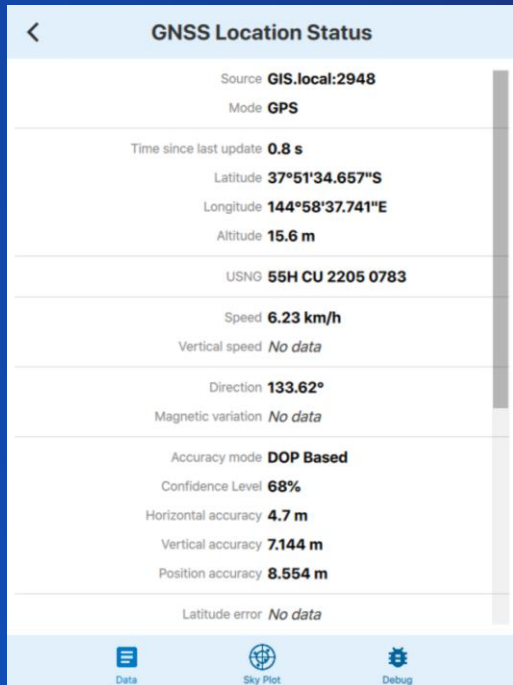 GNSS Location Status
Source GIS.local:2948
Mode GPS
Time since last update 0.8 s
Latitude 37°51'34.657"S
Longitude 144°58'37.741"E
Altitude 15.6 m
USNG 55H CU 2205 0783
Speed 6.23 km/h
Vertical speed No data
Direction 133.62°
Magnetic variation No data
Accuracy mode DOP Based
Confidence Level 68%
Horizontal accuracy 4.7 m
Vertical accuracy 7.144 m
Position accuracy 8.554 m
Latitude error No data
Data Sky Plot Debug